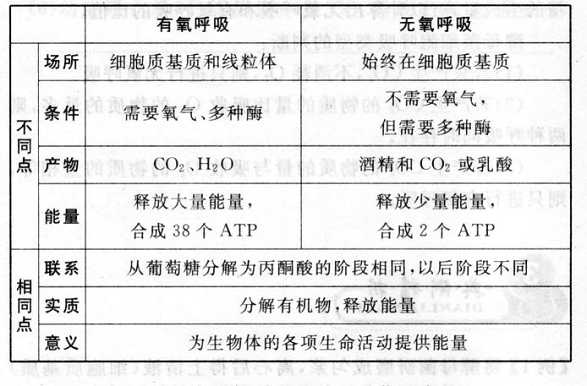 有氧呼吸 无氧呼吸
不同点
场所 细胞质基质和线粒体 始终在细胞质基质
条件 需要氧气、多种酶 不需要氧气，
但需要多种酶
产物 CO₂、H₂O 酒精和 CO₂ 或乳酸
能量 释放大量能量， 释放少量能量，
合成 38 个 ATP 合成 2 个 ATP
相同点
联系 从葡萄糖分解为丙酮酸的阶段相同，以后阶段不同
实质 分解有机物，释放能量
意义 为生物体的各项生命活动提供能量